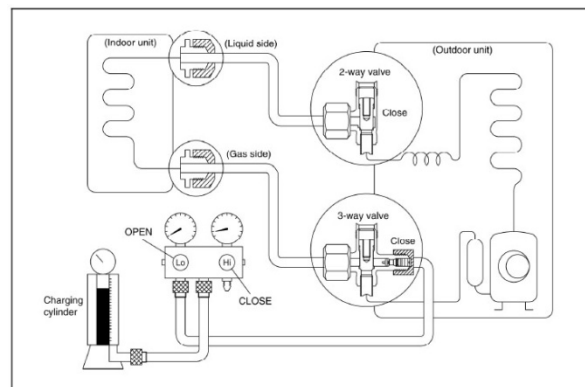 (Indoor unit)
(Liquid side)
(Outdoor unit)
2-way valve
Close
(Gas side)
3-way valve
Close
OPEN
Lo
Hi
CLOSE
Charging
cylinder